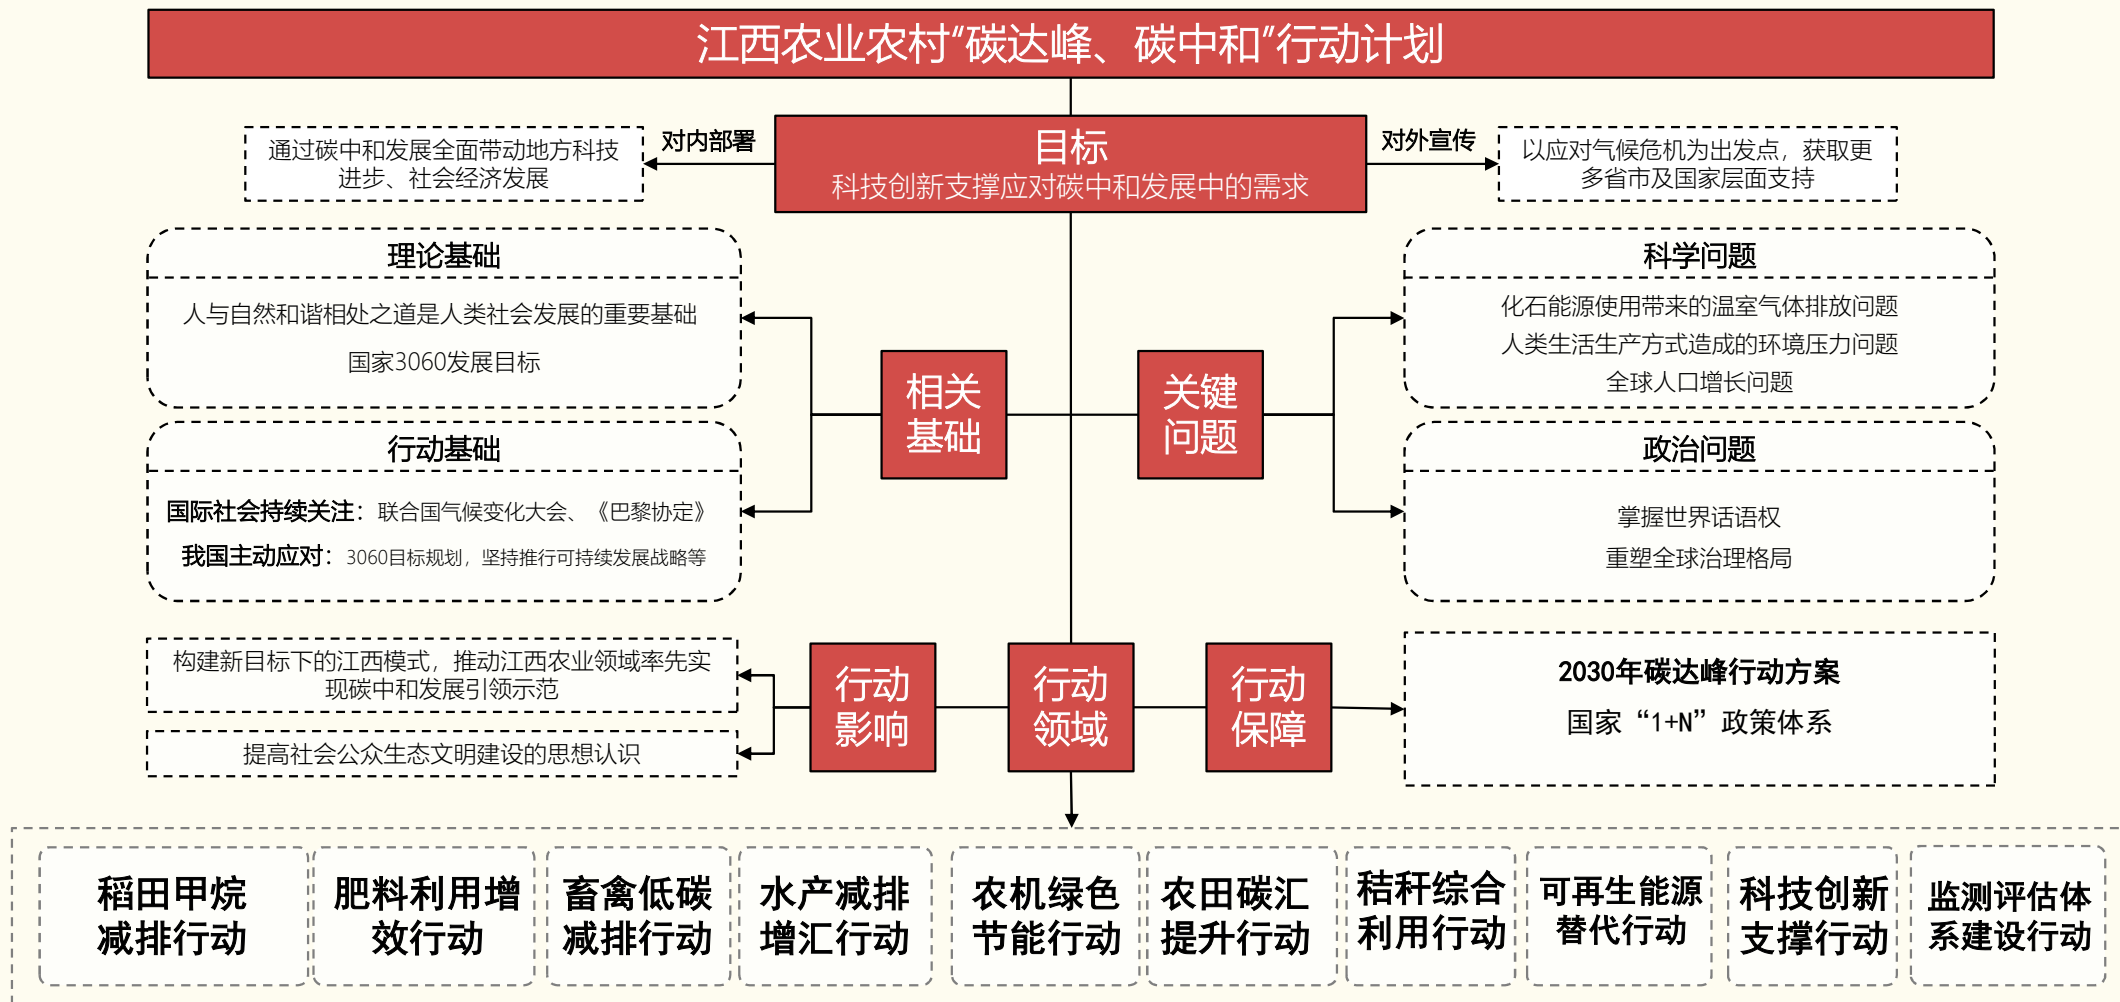 江西农业农村“碳达峰、碳中和”行动计划
对内部署
目标
对外宣传
通过碳中和发展全面带动地方科技
进步、社会经济发展
科技创新支撑应对碳中和发展中的需求
以应对气候危机为出发点，获取更
多省市及国家层面支持
理论基础
人与自然和谐相处之道是人类社会发展的重要基础
国家3060发展目标
科学问题
化石能源使用带来的温室气体排放问题
人类生活生产方式造成的环境压力问题
全球人口增长问题
相关
基础
关键
问题
行动基础
国际社会持续关注：联合国气候变化大会、《巴黎协定》
我国主动应对：3060目标规划，坚持推行可持续发展战略等
政治问题
掌握世界话语权
重塑全球治理格局
构建新目标下的江西模式，推动江西农业领域率先实
现碳中和发展引领示范
提高社会公众生态文明建设的思想认识
行动
影响
行动
领域
行动
保障
2030年碳达峰行动方案
国家“1+N”政策体系
稻田甲烷
减排行动
肥料利用增
效行动
畜禽低碳
减排行动
水产减排
增汇行动
农机绿色
节能行动
农田碳汇
提升行动
秸秆综合
利用行动
可再生能源
替代行动
科技创新
支撑行动
监测评估体
系建设行动